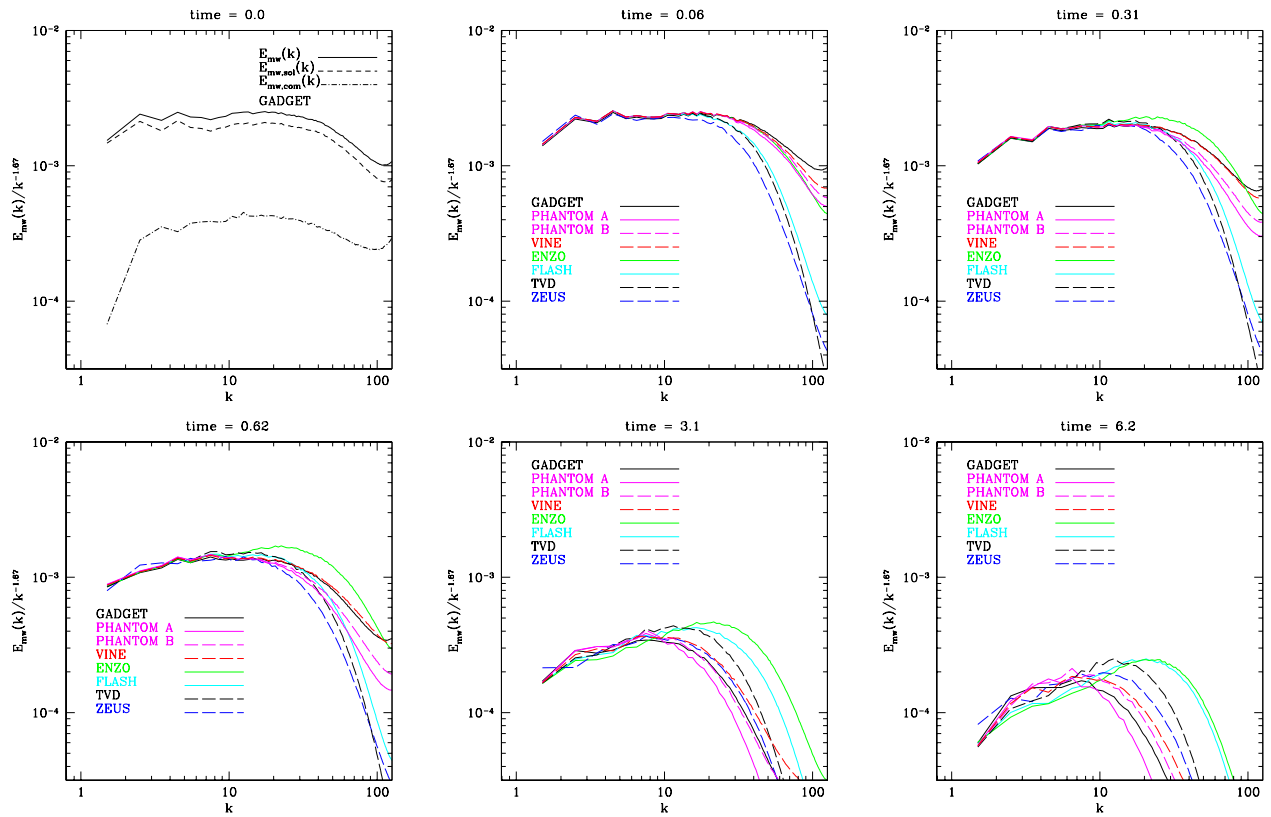 time = 0.0
10⁻²
10⁻³
10⁻⁴
E_mw(k)/k^-1.67
E_mw(k)
E_mw,sol(k)
E_mw,com(k)
GADGET
1 10 100
k
time = 0.06
10⁻²
10⁻³
10⁻⁴
E_mw(k)/k^-1.67
GADGET
PHANTOM A
PHANTOM B
VINE
ENZO
FLASH
TVD
ZEUS
1 10 100
k
time = 0.31
10⁻²
10⁻³
10⁻⁴
E_mw(k)/k^-1.67
GADGET
PHANTOM A
PHANTOM B
VINE
ENZO
FLASH
TVD
ZEUS
1 10 100
k
time = 0.62
10⁻²
10⁻³
10⁻⁴
E_mw(k)/k^-1.67
GADGET
PHANTOM A
PHANTOM B
VINE
ENZO
FLASH
TVD
ZEUS
1 10 100
k
time = 3.1
10⁻²
10⁻³
10⁻⁴
E_mw(k)/k^-1.67
GADGET
PHANTOM A
PHANTOM B
VINE
ENZO
FLASH
TVD
ZEUS
1 10 100
k
time = 6.2
10⁻²
10⁻³
10⁻⁴
E_mw(k)/k^-1.67
GADGET
PHANTOM A
PHANTOM B
VINE
ENZO
FLASH
TVD
ZEUS
1 10 100
k